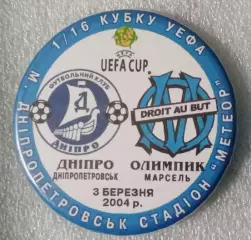 1/16 КУБКУ УЕФА
UEFA CUP
ФУТБОЛЬНИЙ КЛУБ
Д
ДНІПРО
DROIT AU BUT
ДНІПРО
ДНІПРОПЕТРОВСЬК
ОЛИМПИК
МАРСЕЛЬ
3 БЕРЕЗНЯ
2004 р.
М. ДНІПРОПЕТРОВСЬК СТАДІОН "МЕТЕОР"